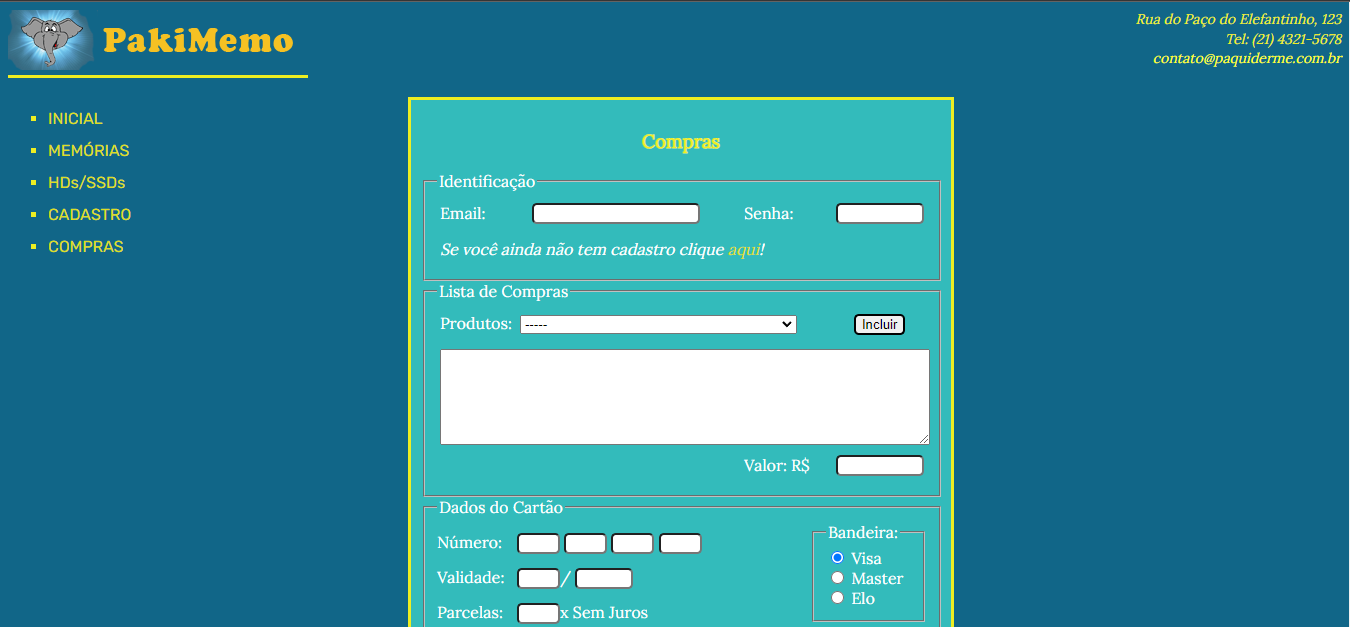 PakiMemo
Rua do Paço do Elefantinho, 123
Tel: (21) 4321-5678
contato@paquiderme.com.br
INICIAL
MEMÓRIAS
HDs/SSDs
CADASTRO
COMPRAS
Compras
Identificação
Email: Senha:
Se você ainda não tem cadastro clique aqui!
Lista de Compras
Produtos: ----- Incluir
Valor: R$
Dados do Cartão
Número:
Validade: /
Parcelas: x Sem Juros
Bandeira:
Visa
Master
Elo